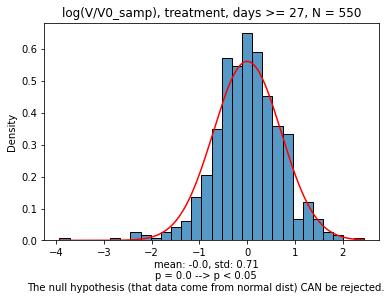 log(V/V0_samp), treatment, days >= 27, N = 550
0.6
0.5
0.4
0.3
0.2
0.1
0.0
Density
−4 −3 −2 −1 0 1 2
mean: -0.0, std: 0.71
p = 0.0 --> p < 0.05
The null hypothesis (that data come from normal dist) CAN be rejected.